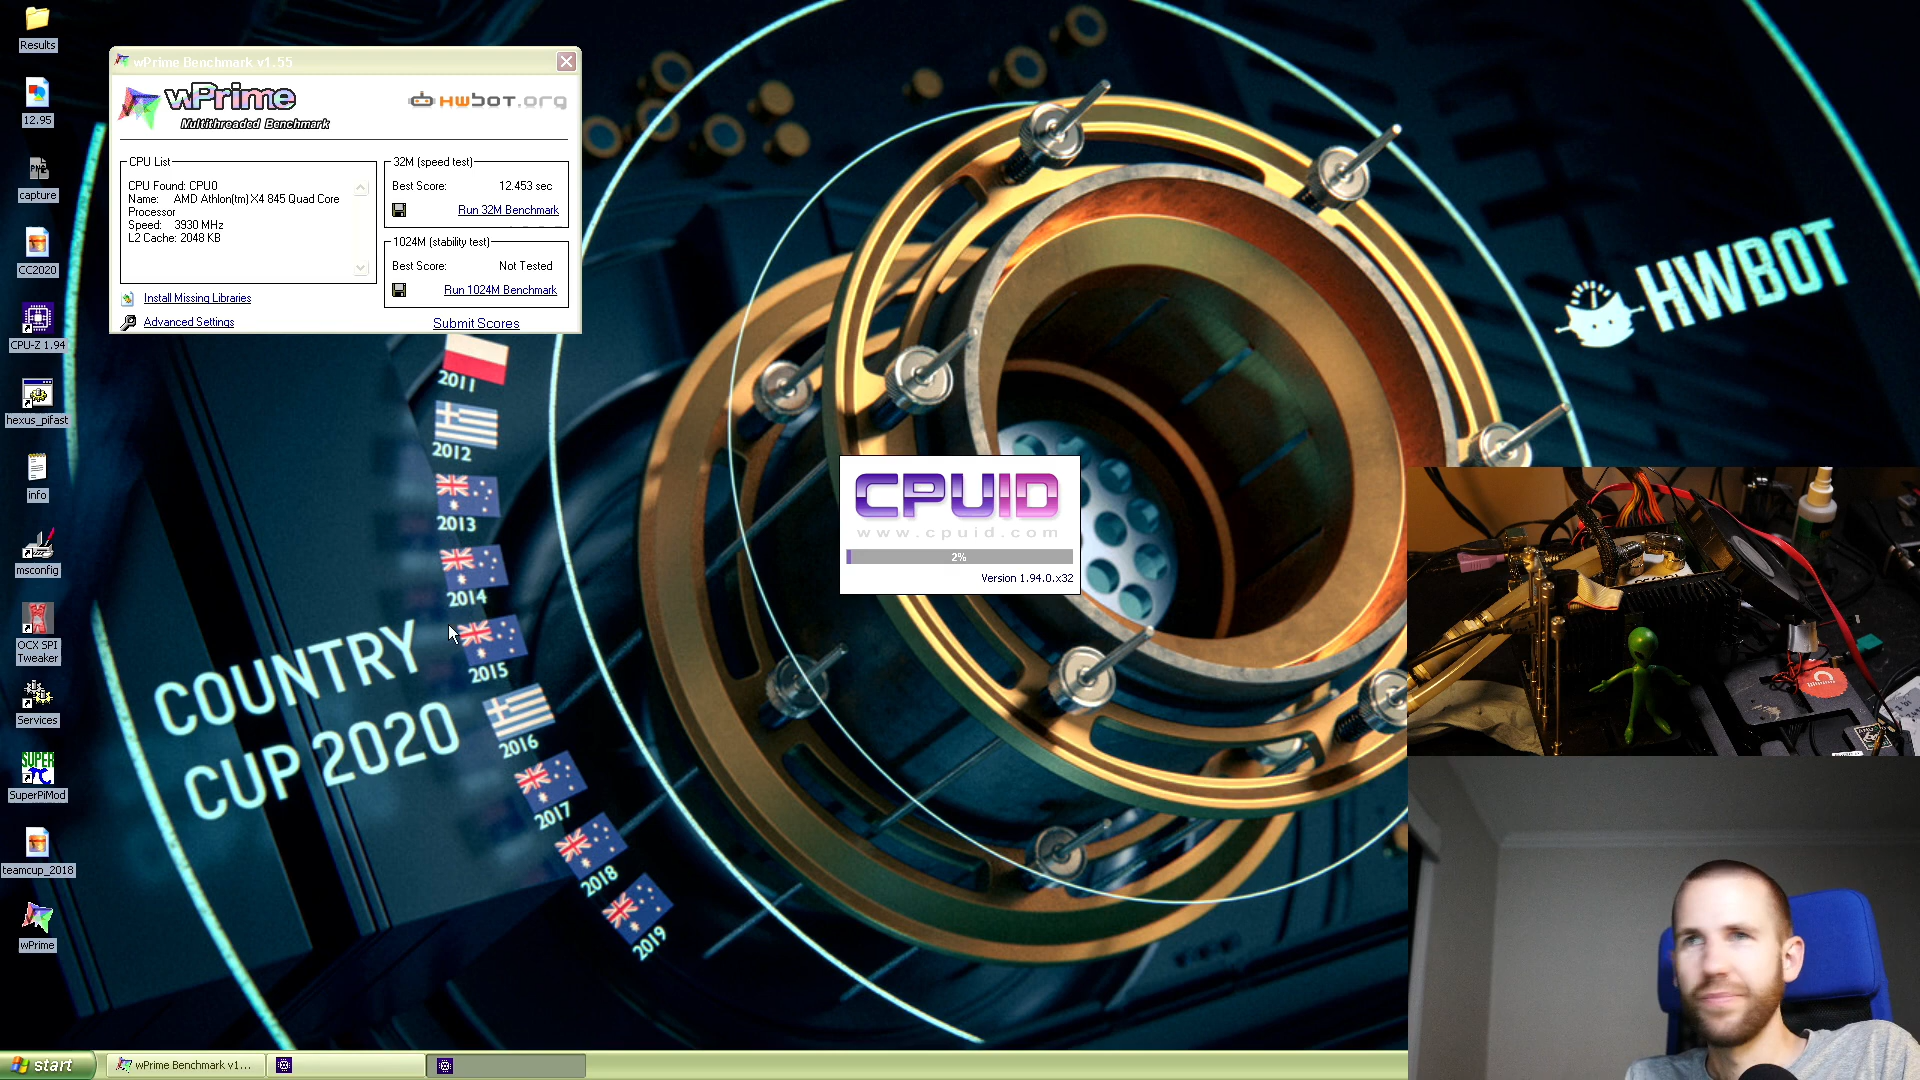 Results
12.95
capture
CC2020
CPU-Z 1.94
hexus_pifast
info
msconfig
OCX SPI
Tweaker
Services
SUPER
SuperPiMod
teamcup_2018
wPrime
wPrime Benchmark v1.55
wPrime
Multithreaded Benchmark
HWBOT.org
CPU List
CPU Found: CPU0
Name: AMD Athlon(tm) X4 845 Quad Core
Processor
Speed: 3930 MHz
L2 Cache: 2048 KB
32M (speed test)
Best Score: 12.453 sec
Run 32M Benchmark
1024M (stability test)
Best Score: Not Tested
Run 1024M Benchmark
Install Missing Libraries
Advanced Settings
Submit Scores
2011
2012
2013
2014
2015
2016
2017
2018
2019
COUNTRY
CUP 2020
HWBOT
CPUID
www.cpuid.com
2%
Version 1.94.0.x32
start
wPrime Benchmark v1...